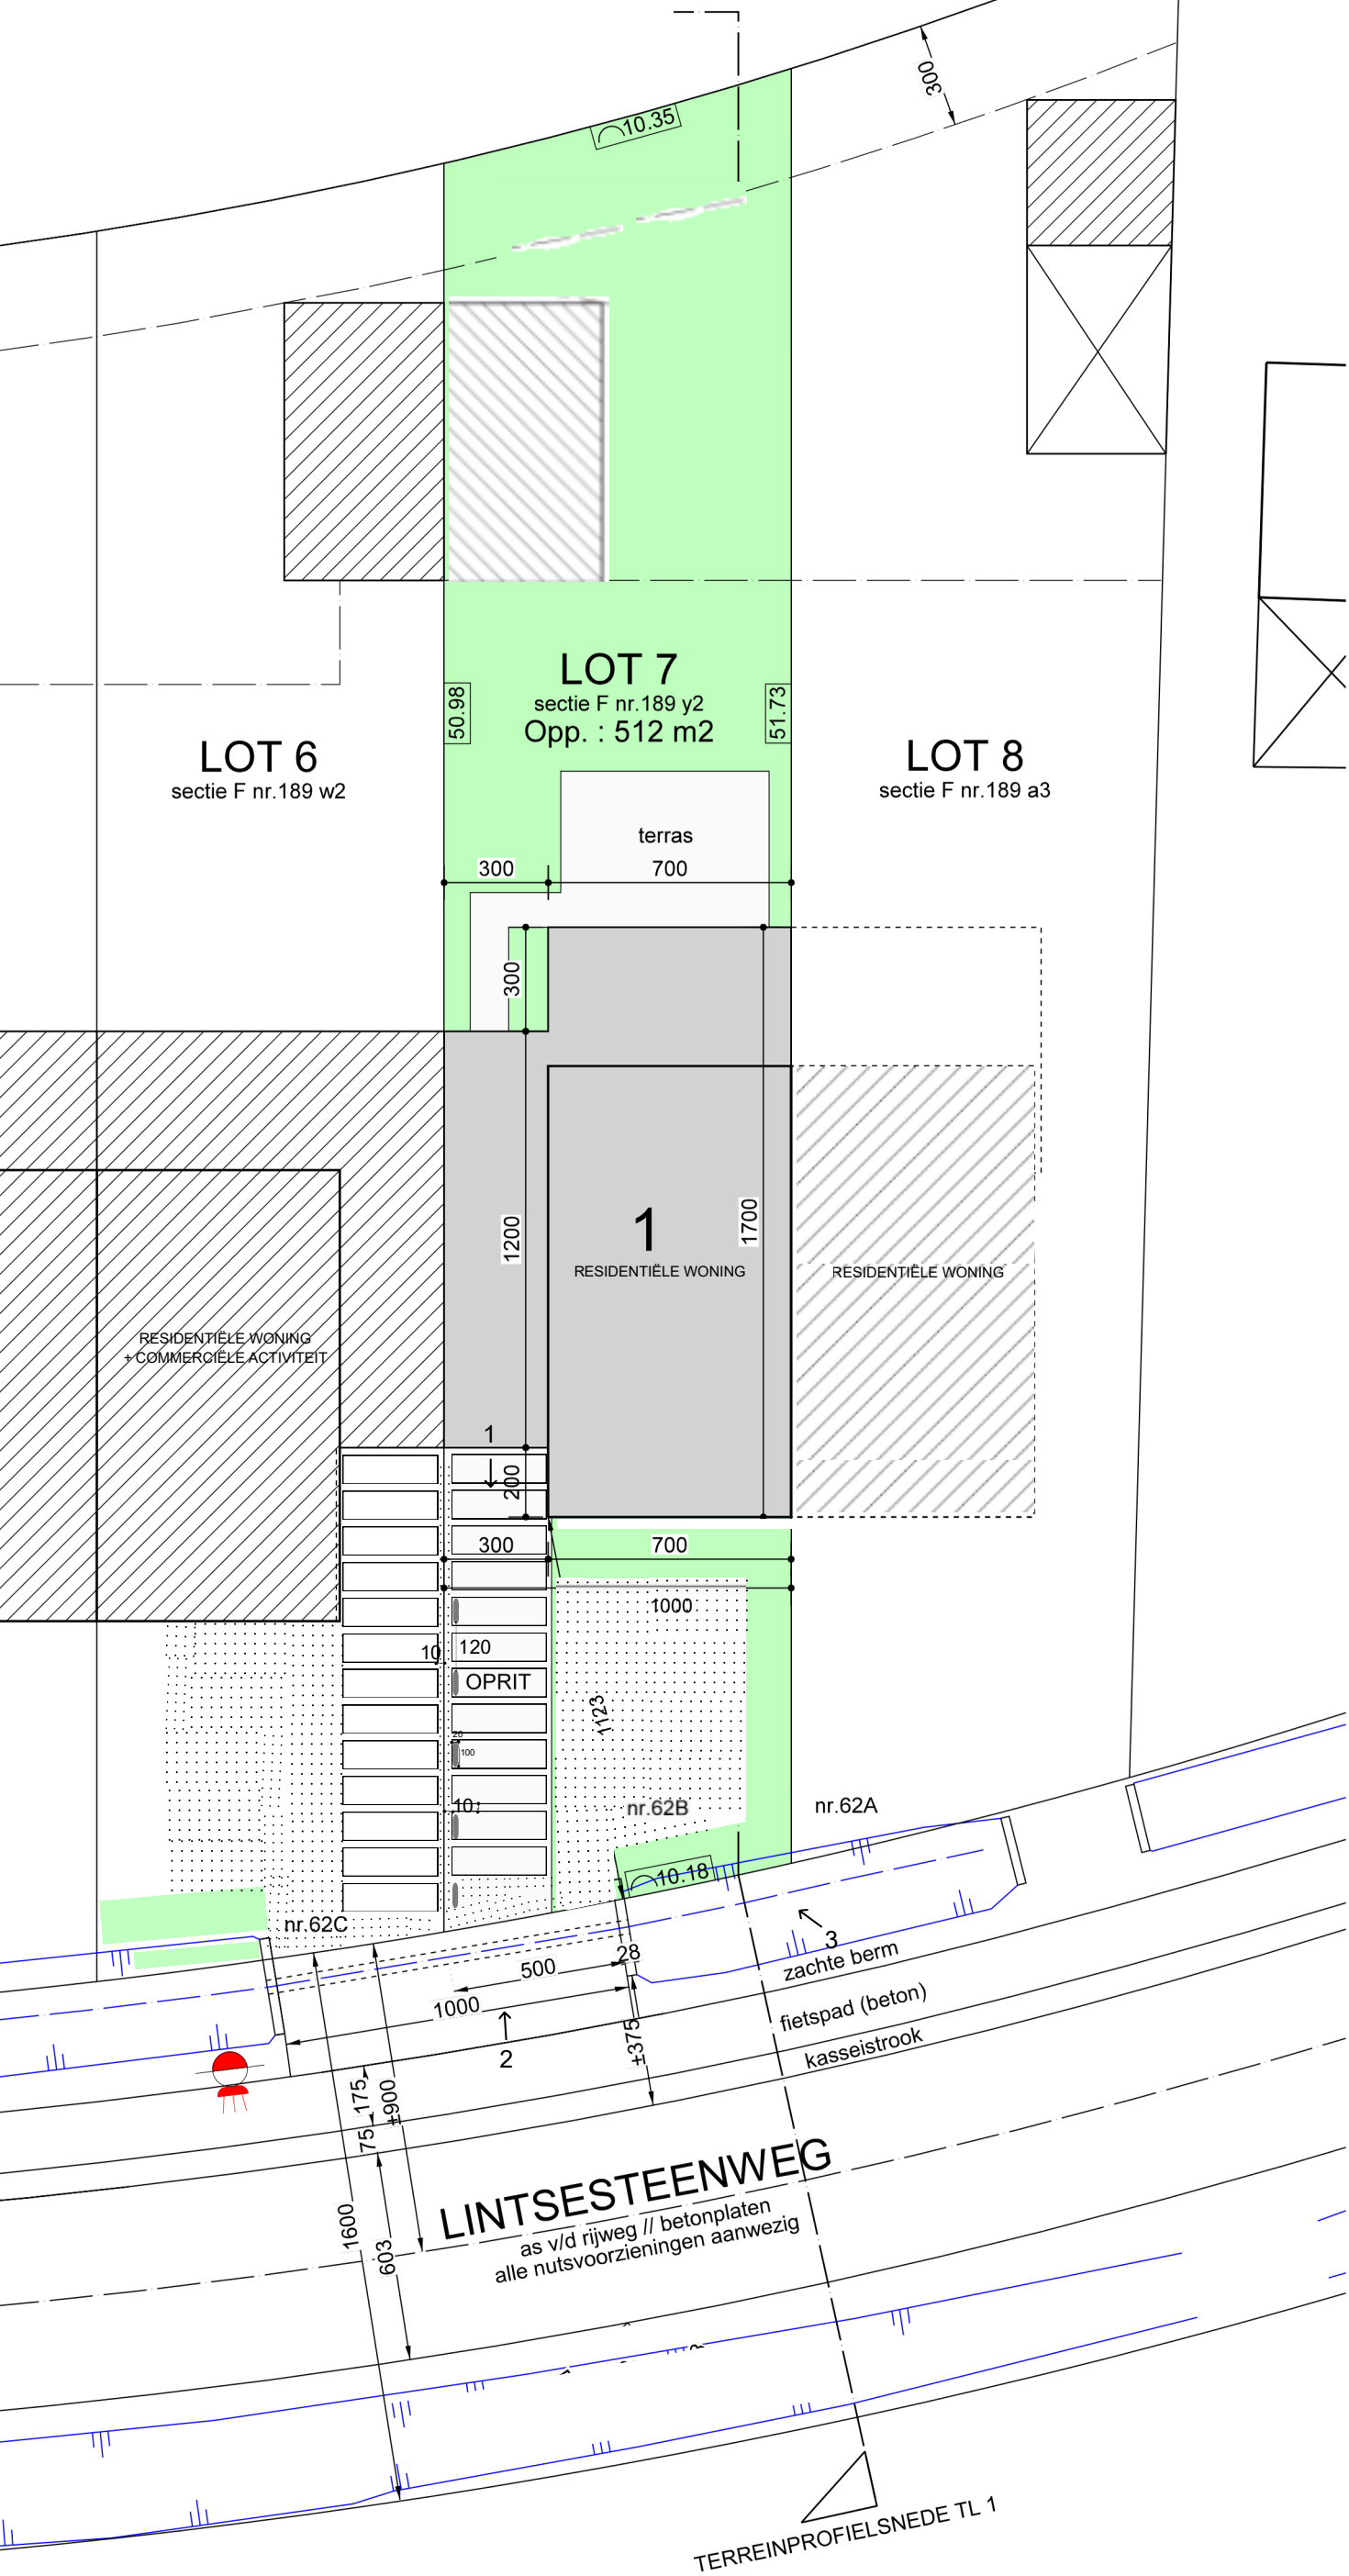 300
10.35
LOT 7
sectie F nr.189 y2
Opp. : 512 m2
50.98
51.73
LOT 6
sectie F nr.189 w2
LOT 8
sectie F nr.189 a3
terras
300
700
300
1200
1700
1
RESIDENTIËLE WONING
RESIDENTIËLE WONING
RESIDENTIËLE WONING
+ COMMERCIËLE ACTIVITEIT
1
200
300
700
1000
10
120
OPRIT
1123
20
100
10
nr.62B
nr.62A
10.18
nr.62C
28
500
1000
2
3
zachte berm
fietspad (beton)
kasseistrook
±375
175
±900
75
1600
603
LINTSESTEENWEG
as v/d rijweg // betonplaten
alle nutsvoorzieningen aanwezig
TERREINPROFIELSNEDE TL 1